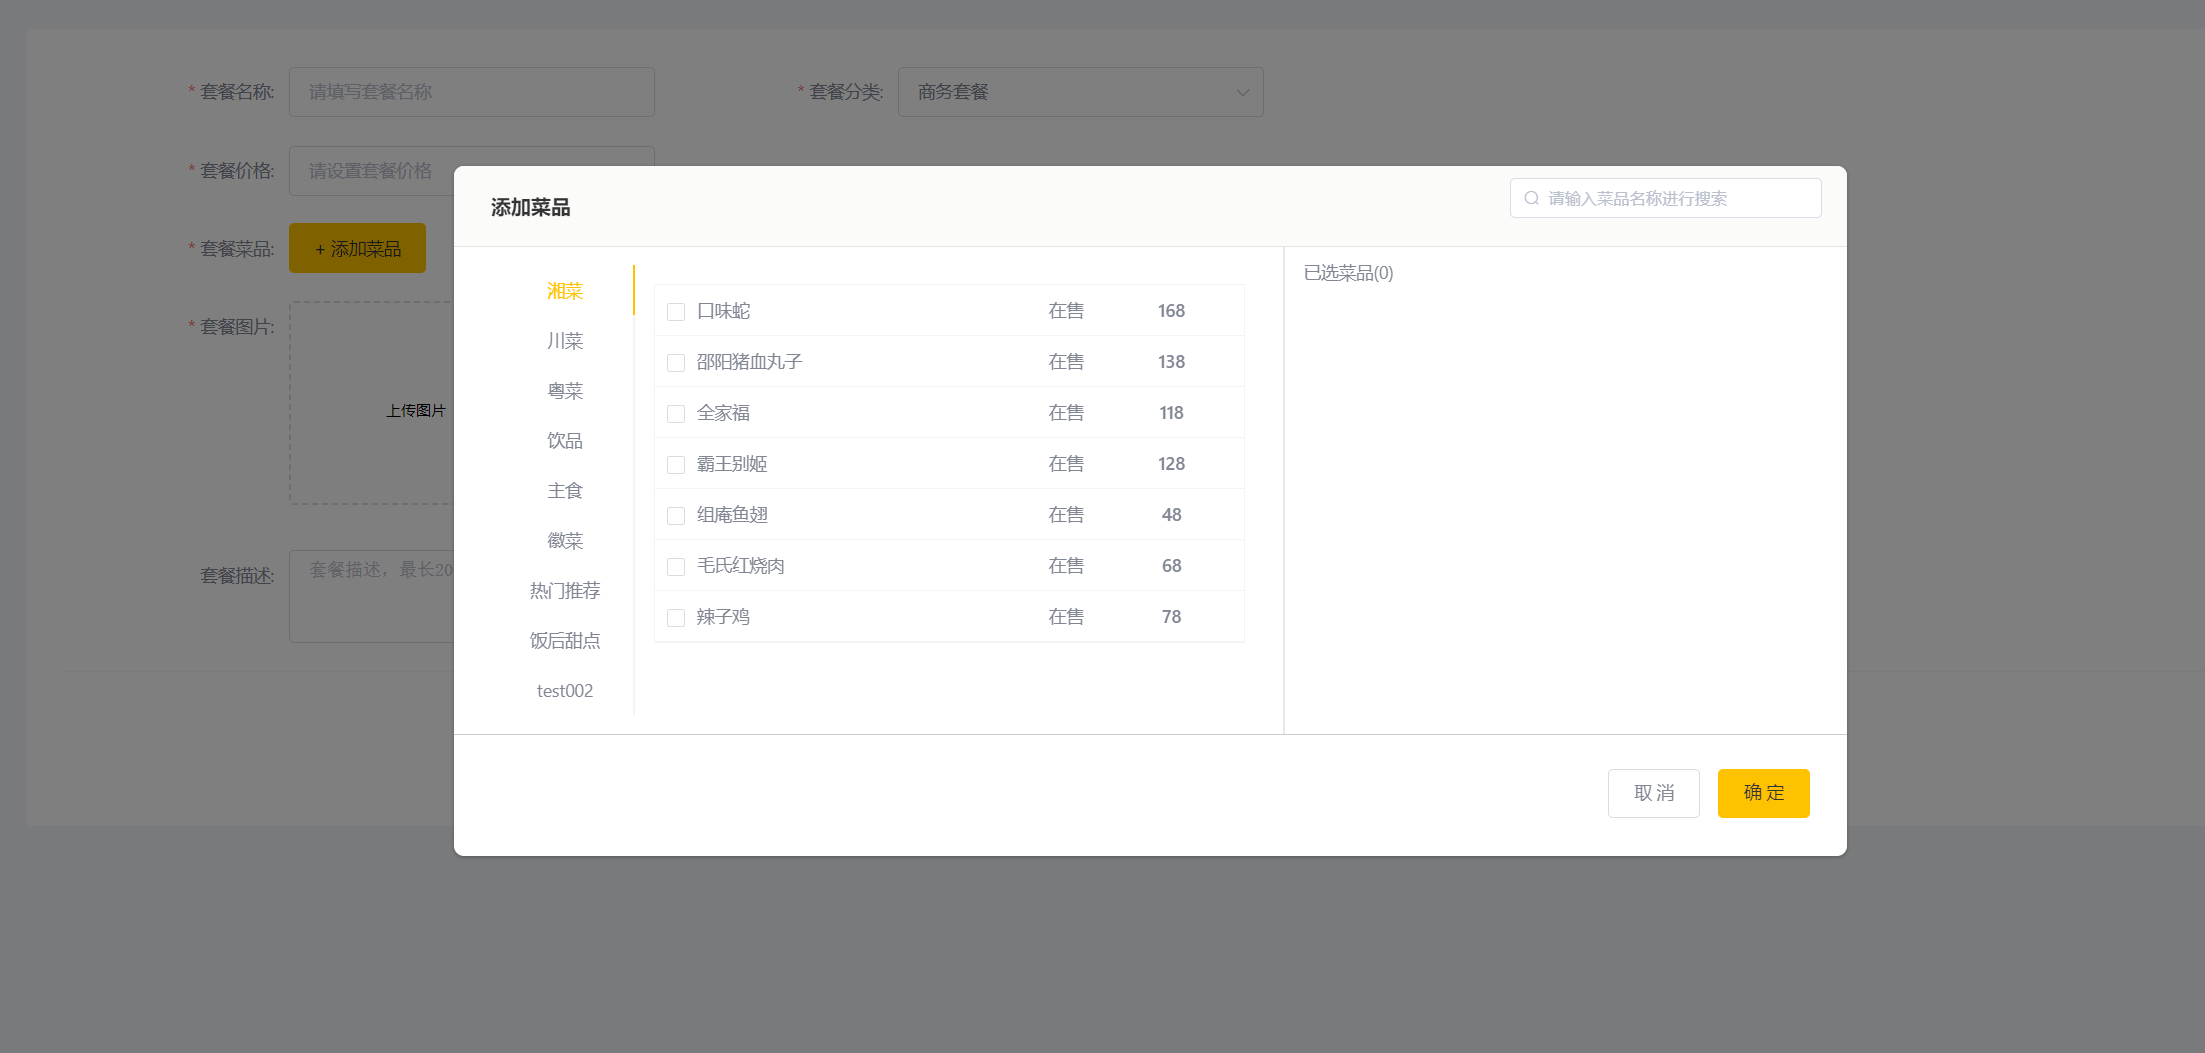 * 套餐名称: 请填写套餐名称
* 套餐分类: 商务套餐
* 套餐价格: 请设置套餐价格
* 套餐菜品: + 添加菜品
* 套餐图片:
上传图片
套餐描述: 套餐描述，最长20
添加菜品
请输入菜品名称进行搜索
湘菜
川菜
粤菜
饮品
主食
徽菜
热门推荐
饭后甜点
test002
口味蛇 在售 168
邵阳猪血丸子 在售 138
全家福 在售 118
霸王别姬 在售 128
组庵鱼翅 在售 48
毛氏红烧肉 在售 68
辣子鸡 在售 78
已选菜品(0)
取 消
确 定